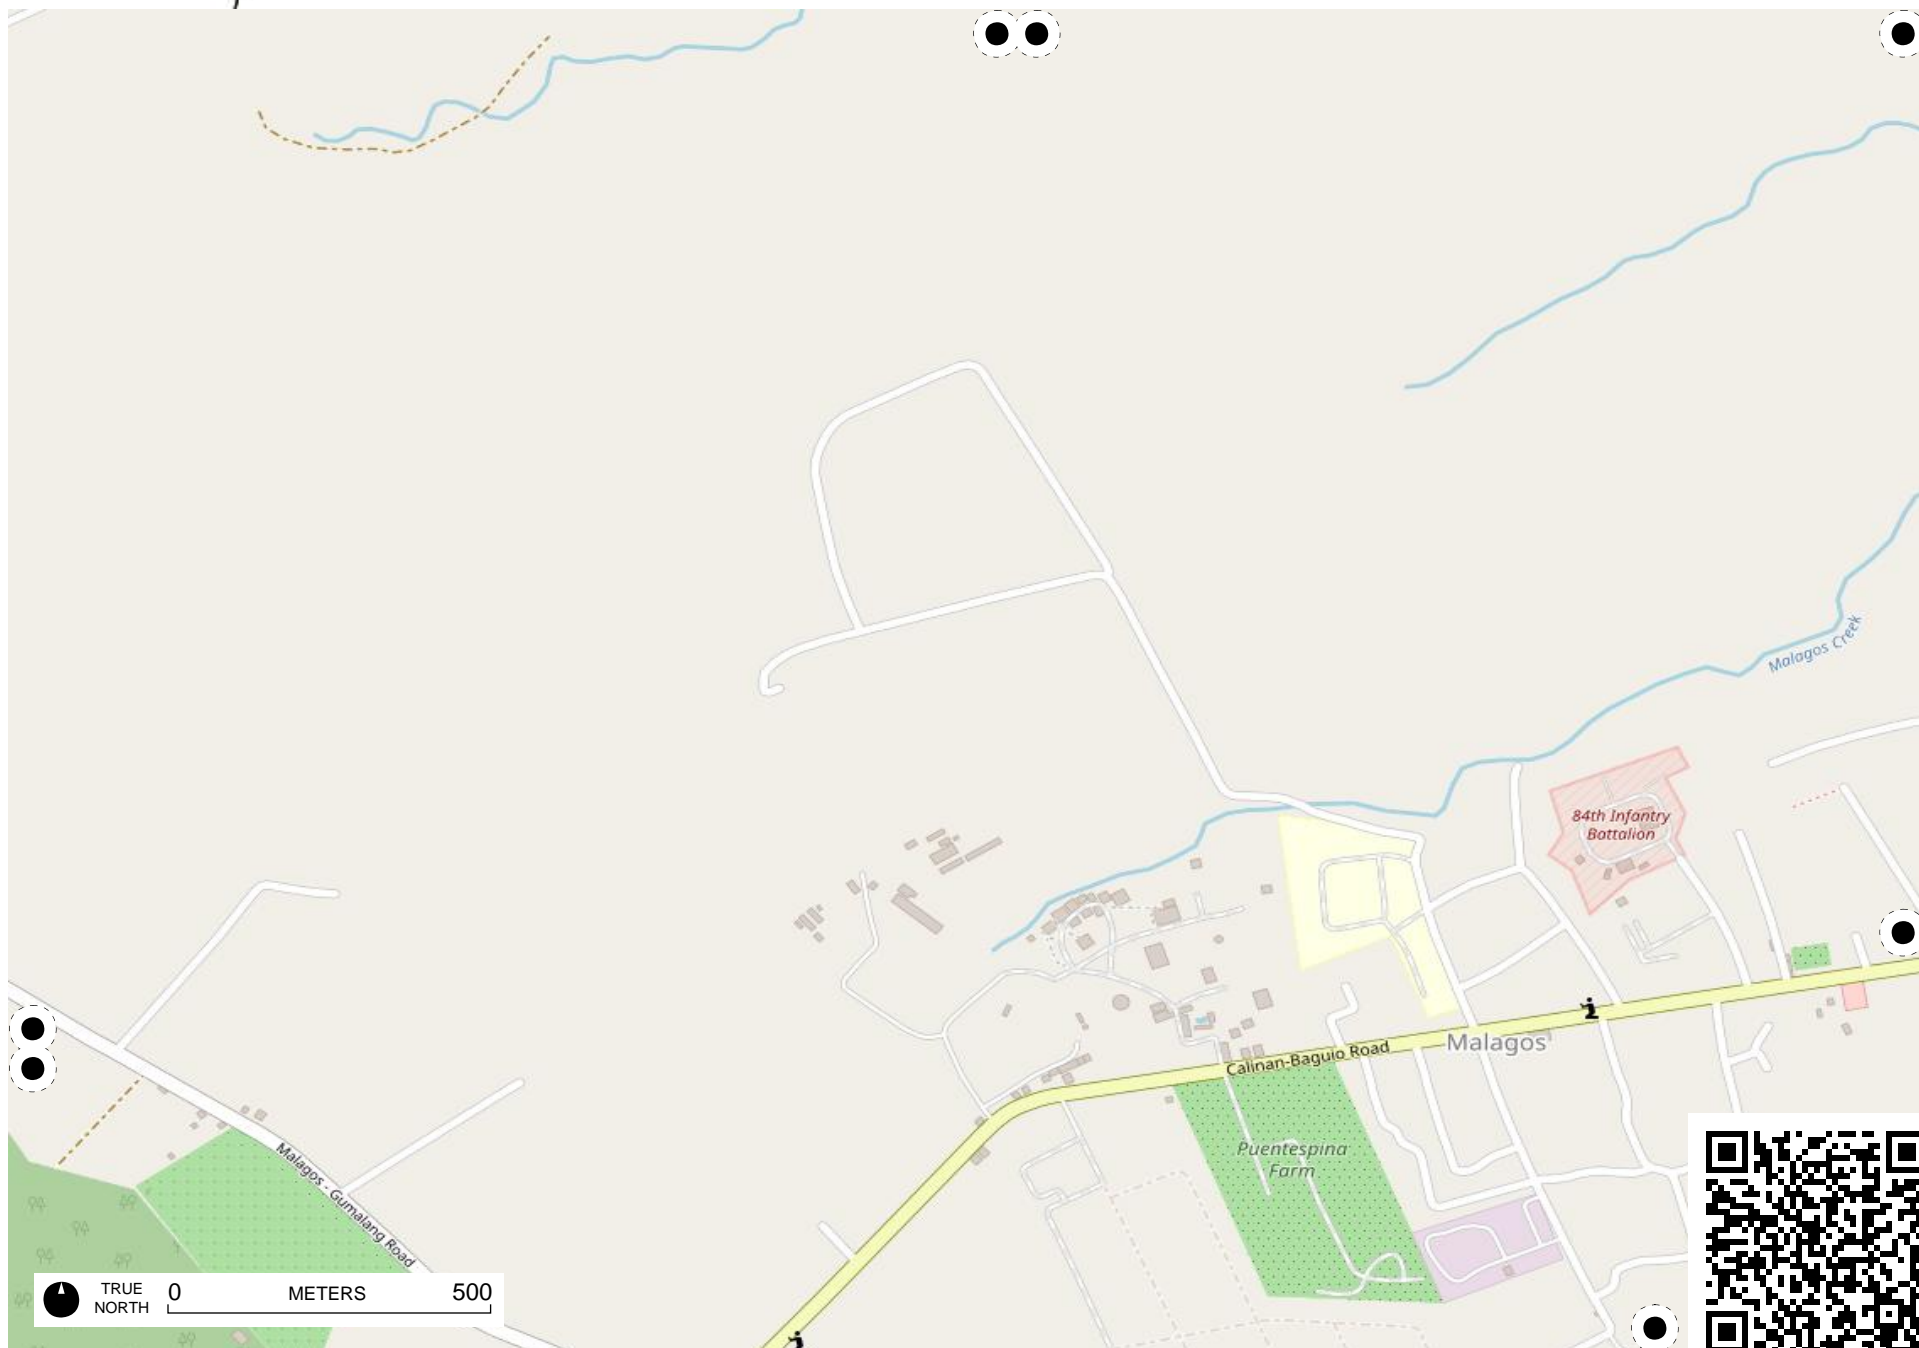 Malagos Creek
84th Infantry
Battalion
Malagos
Calinan-Baguio Road
Puentespina
Farm
Malagos - Gumalang Road
TRUE
NORTH
0 METERS 500